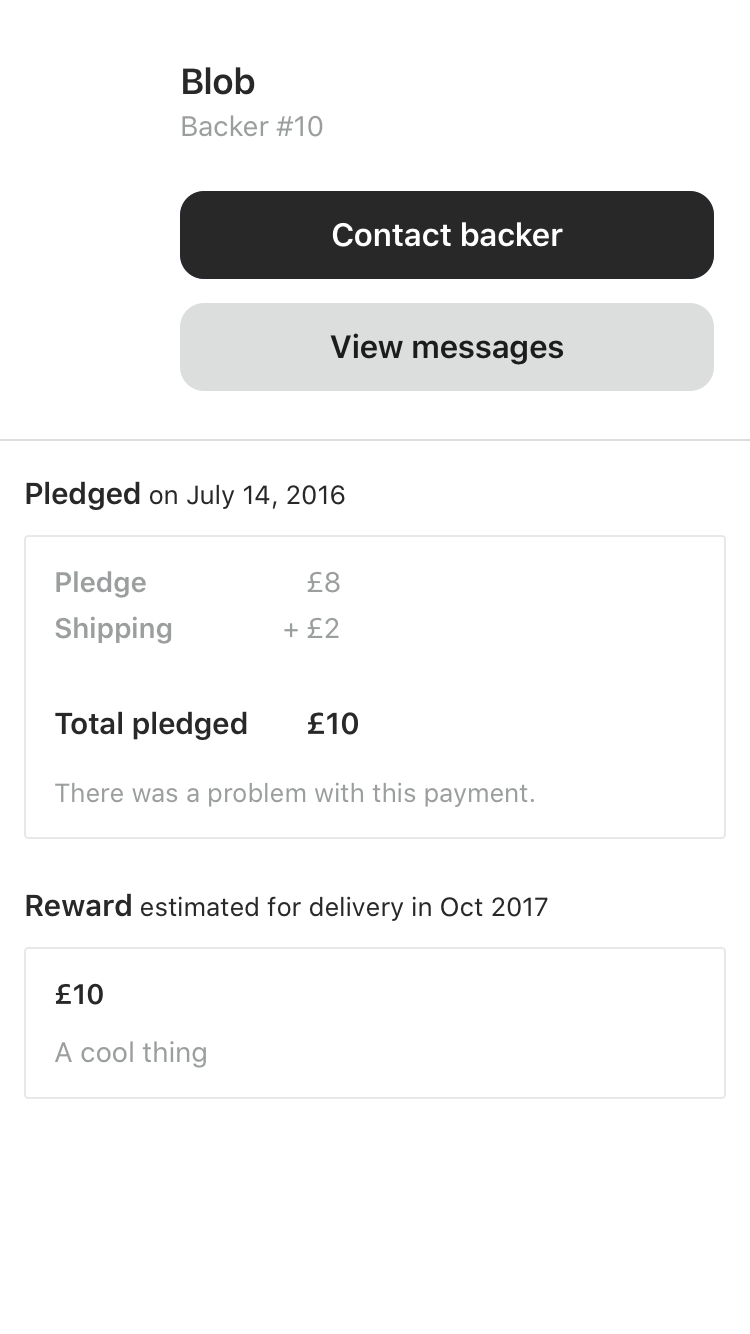 Blob
Backer #10
Contact backer
View messages
Pledged on July 14, 2016
Pledge £8
Shipping + £2
Total pledged £10
There was a problem with this payment.
Reward estimated for delivery in Oct 2017
£10
A cool thing